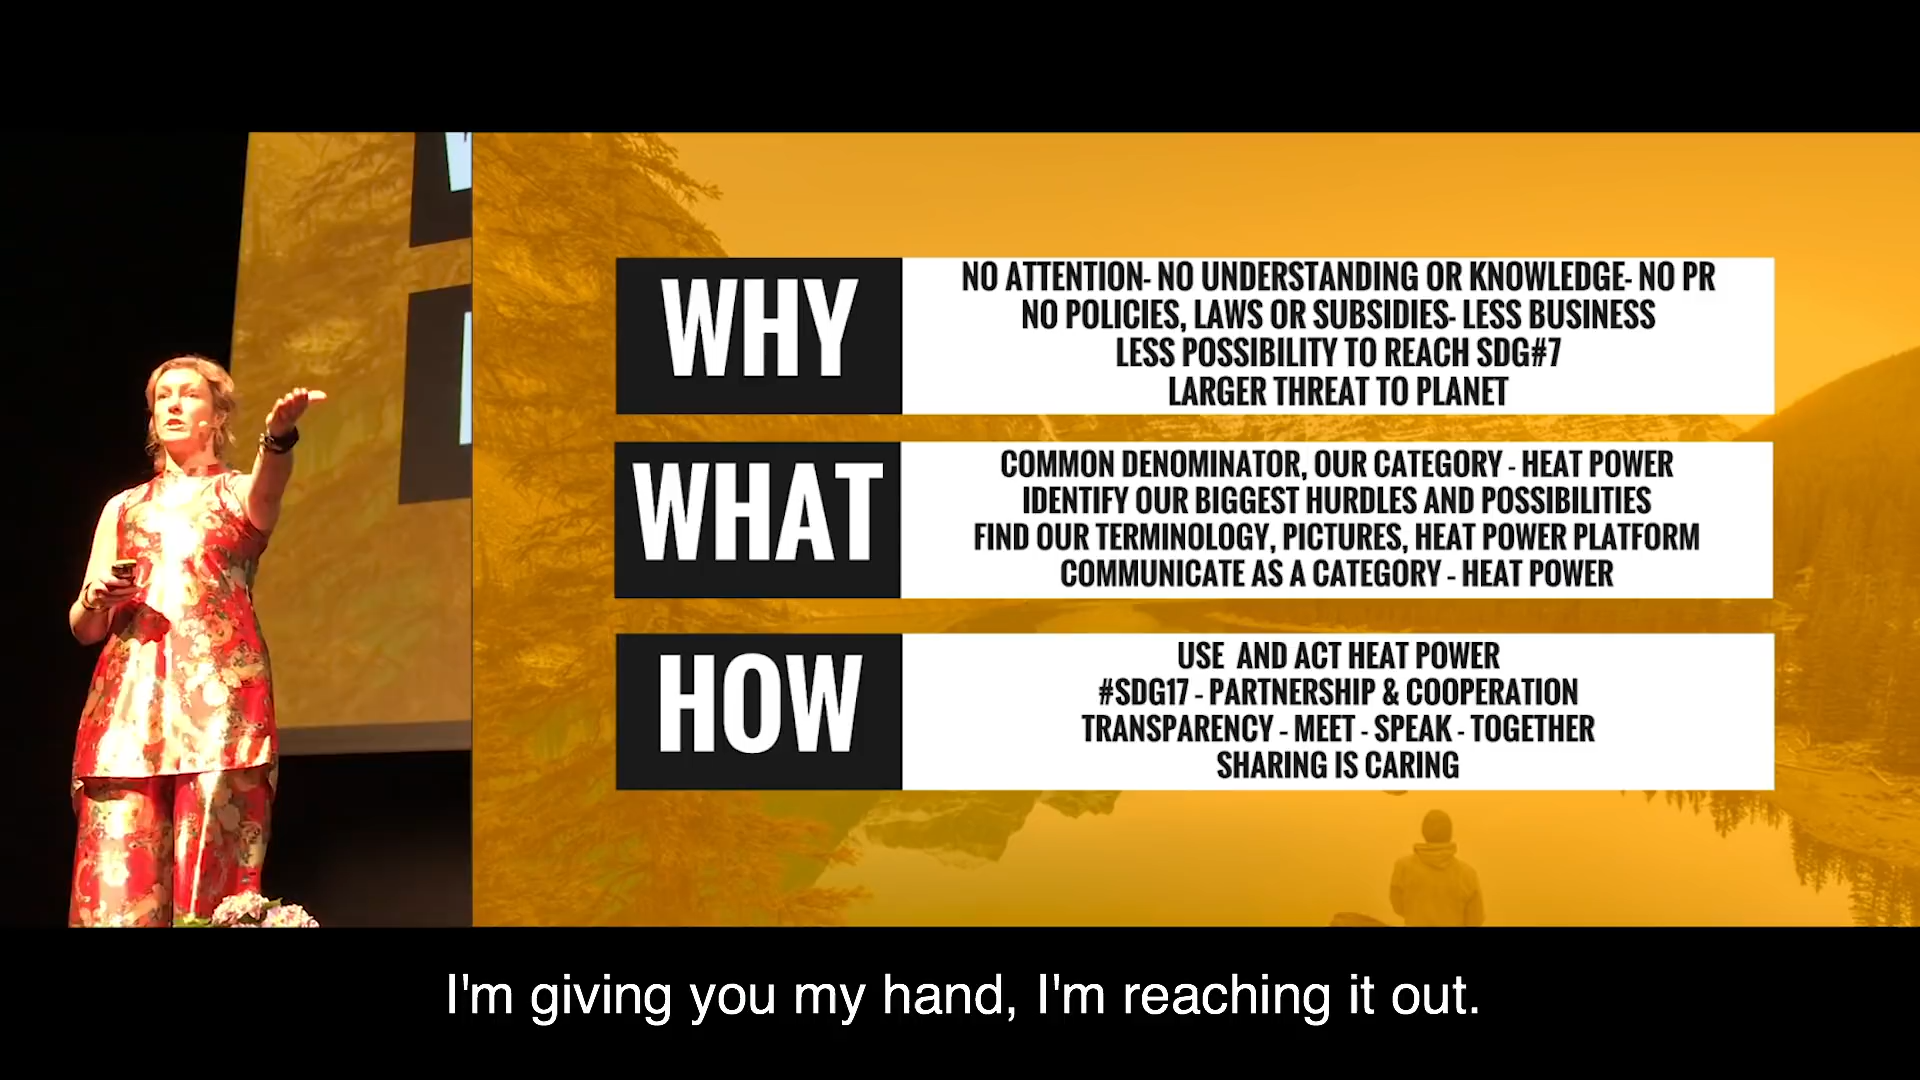 WHY
NO ATTENTION- NO UNDERSTANDING OR KNOWLEDGE- NO PR
NO POLICIES, LAWS OR SUBSIDIES- LESS BUSINESS
LESS POSSIBILITY TO REACH SDG#7
LARGER THREAT TO PLANET
WHAT
COMMON DENOMINATOR, OUR CATEGORY - HEAT POWER
IDENTIFY OUR BIGGEST HURDLES AND POSSIBILITIES
FIND OUR TERMINOLOGY, PICTURES, HEAT POWER PLATFORM
COMMUNICATE AS A CATEGORY - HEAT POWER
HOW
USE  AND ACT HEAT POWER
#SDG17 - PARTNERSHIP & COOPERATION
TRANSPARENCY - MEET - SPEAK - TOGETHER
SHARING IS CARING
I'm giving you my hand, I'm reaching it out.